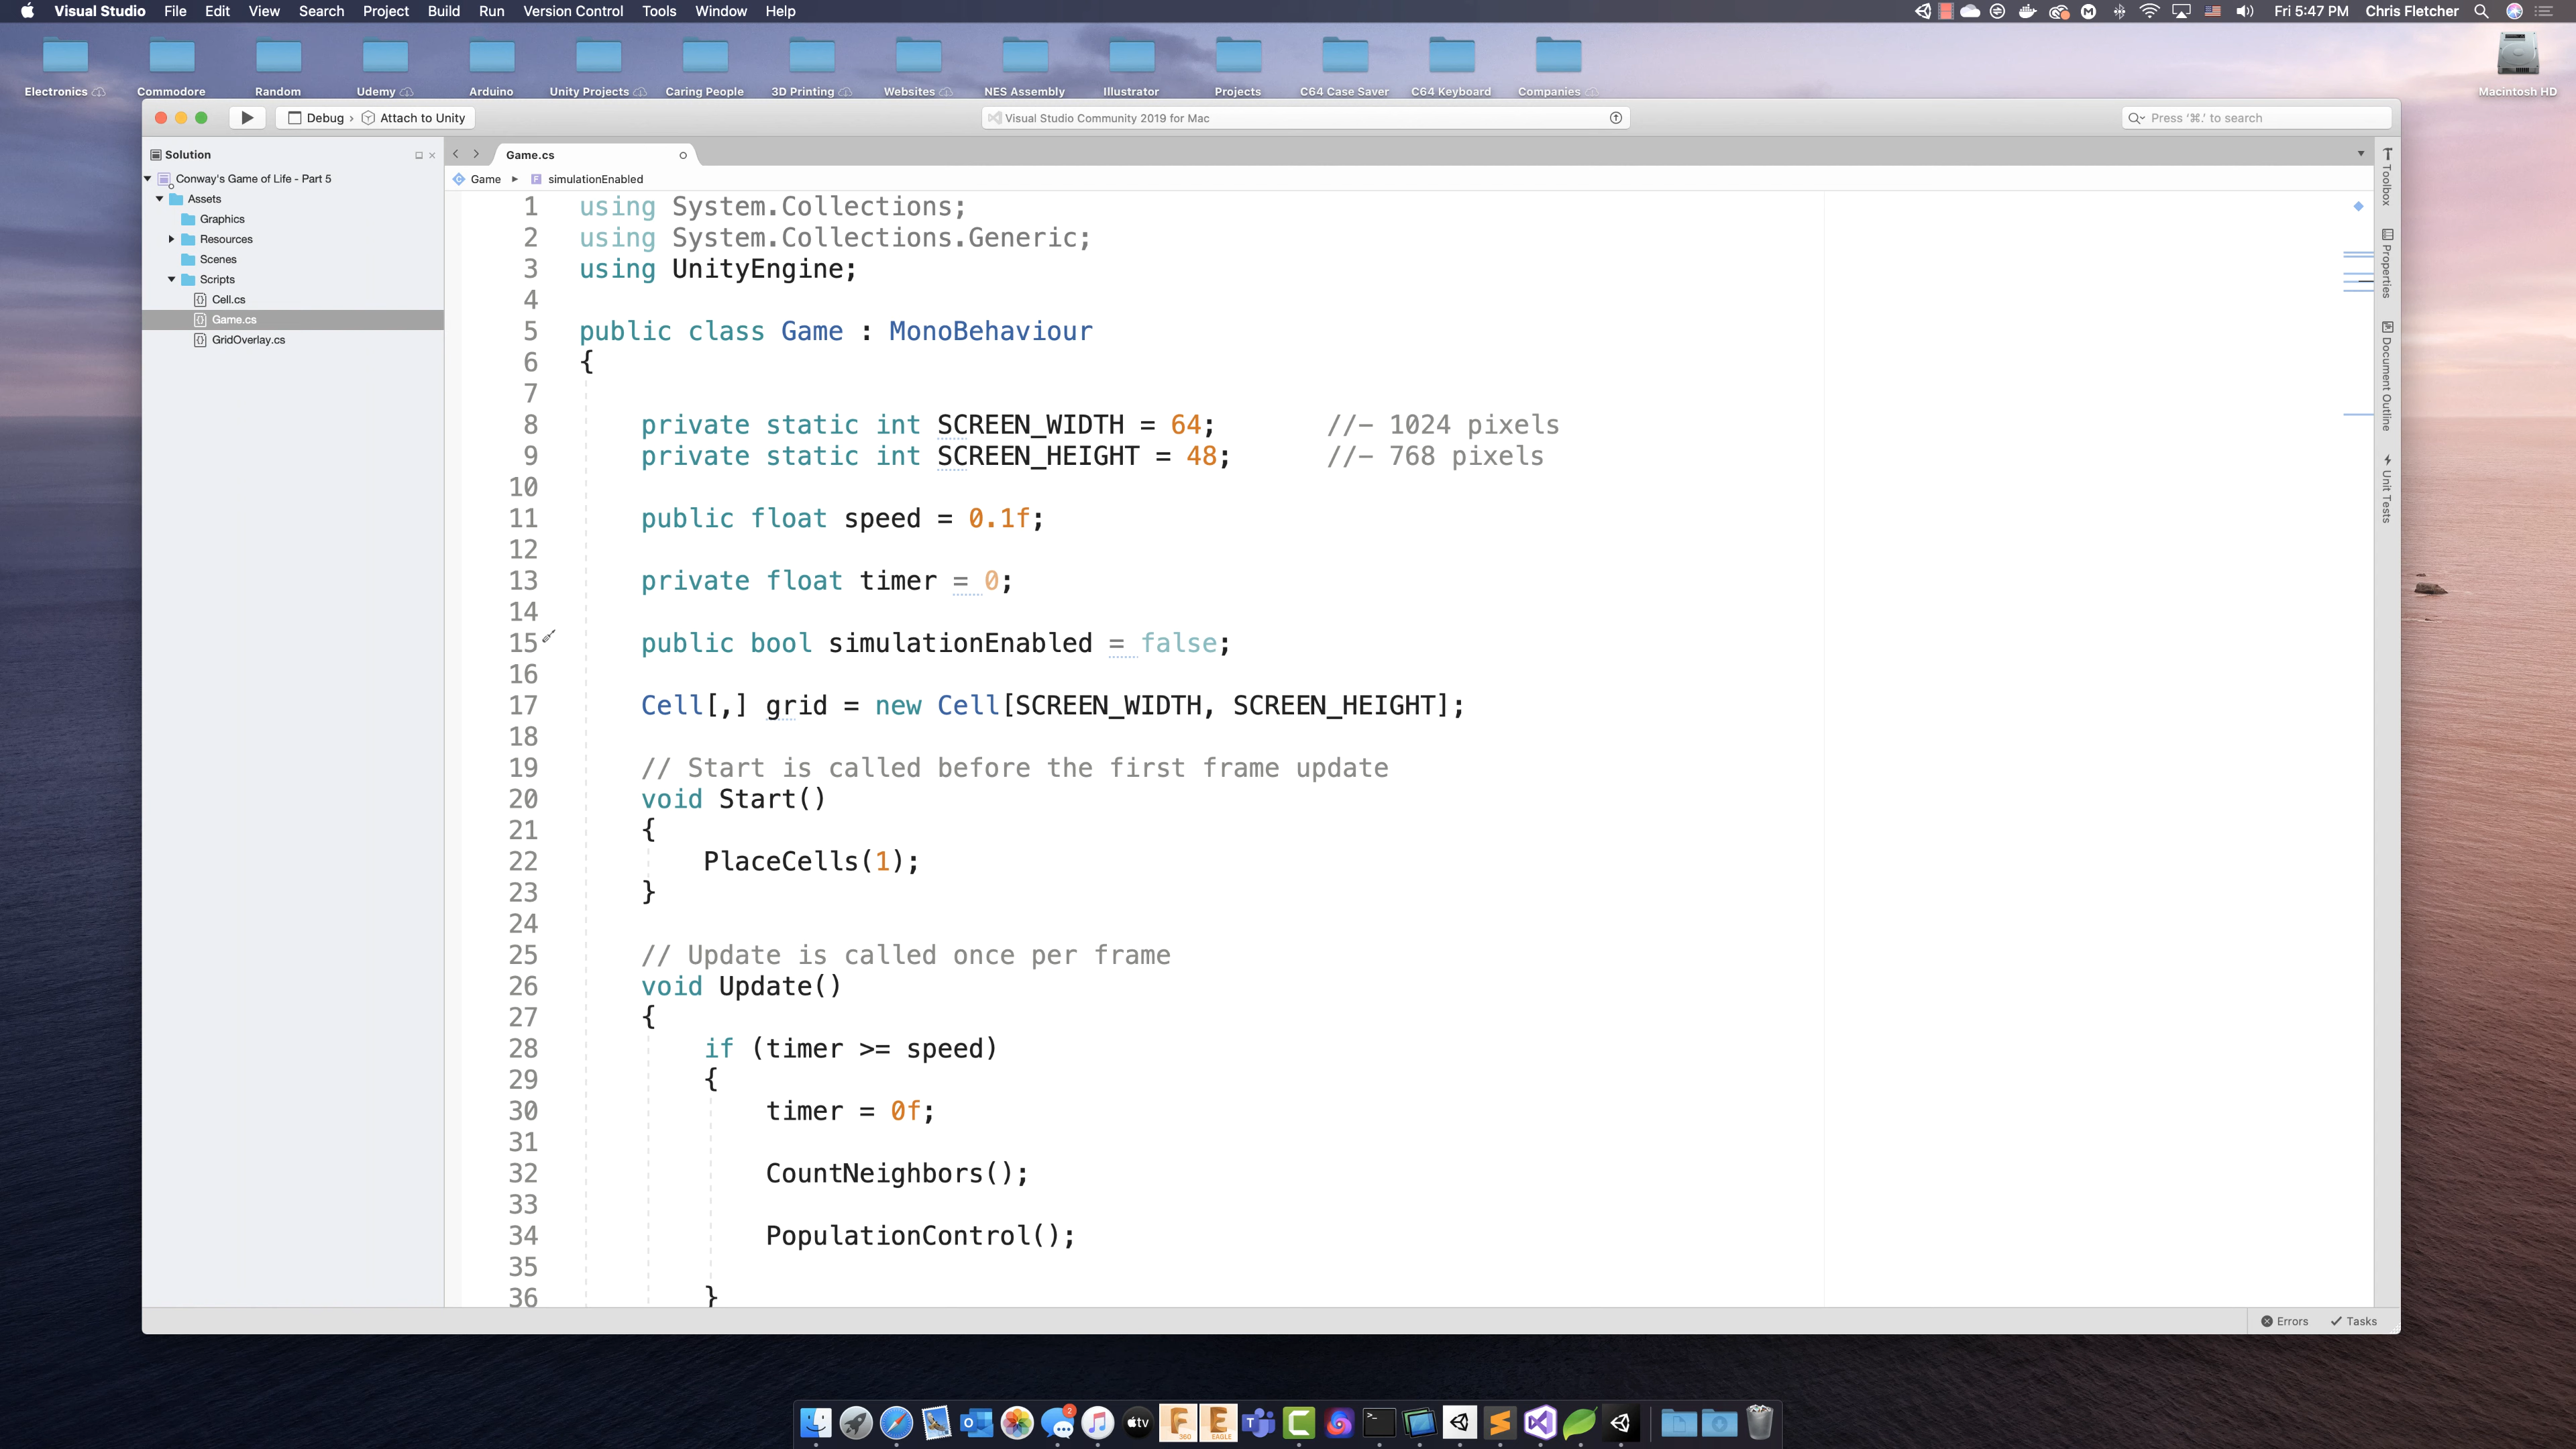 Visual Studio File Edit View Search Project Build Run Version Control Tools Window Help Fri 5:47 PM Chris Fletcher
Electronics Commodore Random Udemy Arduino Unity Projects Caring People 3D Printing Websites NES Assembly Illustrator Projects C64 Case Saver C64 Keyboard Companies Macintosh HD
Debug › Attach to Unity Visual Studio Community 2019 for Mac Press '⌘.' to search
Solution
Conway's Game of Life - Part 5
Assets
Graphics
Resources
Scenes
Scripts
Cell.cs
Game.cs
GridOverlay.cs
Game.cs
Game simulationEnabled
1 using System.Collections;
2 using System.Collections.Generic;
3 using UnityEngine;
4
5 public class Game : MonoBehaviour
6 {
7
8 private static int SCREEN_WIDTH = 64; //- 1024 pixels
9 private static int SCREEN_HEIGHT = 48; //- 768 pixels
10
11 public float speed = 0.1f;
12
13 private float timer = 0;
14
15 public bool simulationEnabled = false;
16
17 Cell[,] grid = new Cell[SCREEN_WIDTH, SCREEN_HEIGHT];
18
19 // Start is called before the first frame update
20 void Start()
21 {
22 PlaceCells(1);
23 }
24
25 // Update is called once per frame
26 void Update()
27 {
28 if (timer >= speed)
29 {
30 timer = 0f;
31
32 CountNeighbors();
33
34 PopulationControl();
35
36 }
Toolbox
Properties
Document Outline
Unit Tests
Errors Tasks
2
tv
360
EAGLE